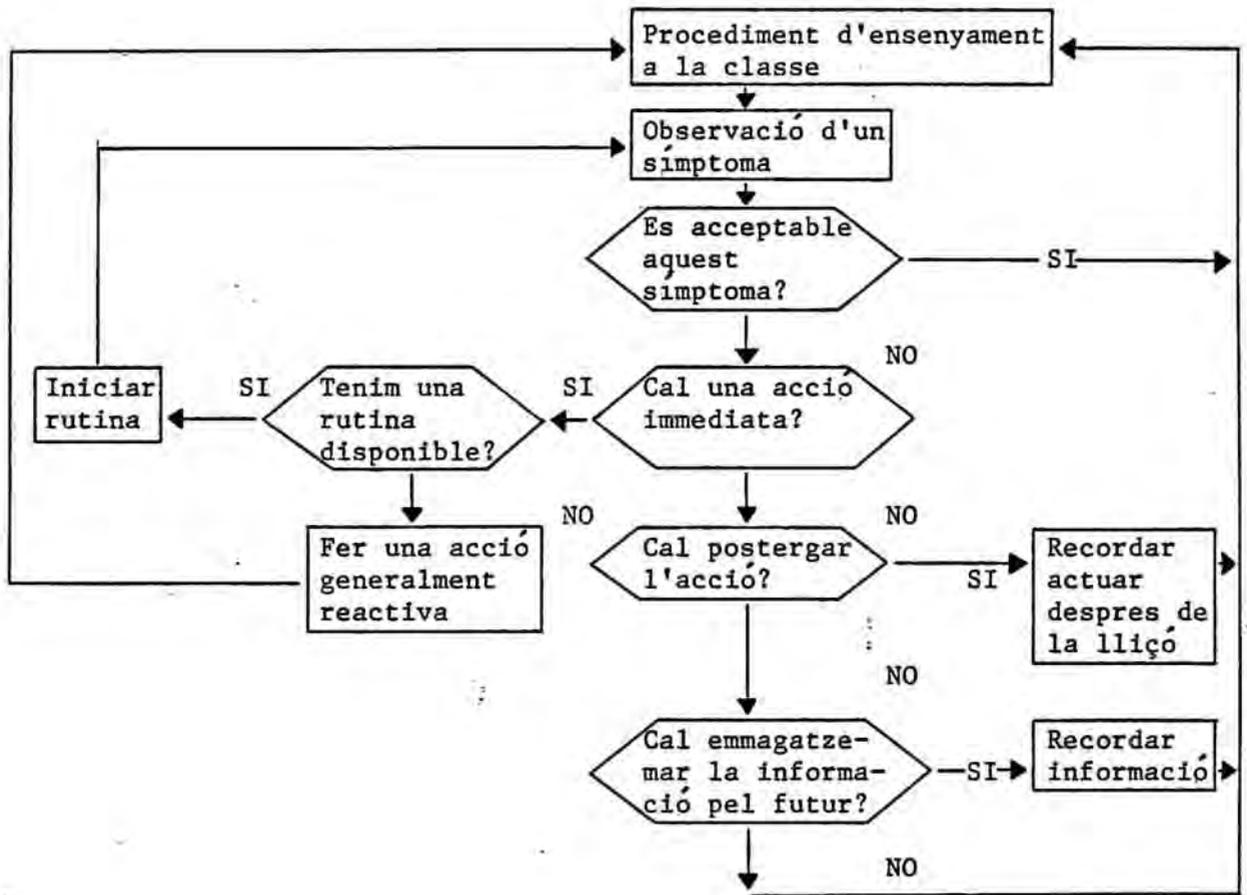 Procediment d'ensenyament
a la classe
Observació d'un
símptoma
Es acceptable
aquest
símptoma?
SI
NO
Iniciar
rutina
SI
Tenim una
rutina
disponible?
SI
Cal una acció
immediata?
NO
NO
Fer una acció
generalment
reactiva
Cal postergar
l'acció?
SI
Recordar
actuar
despres de
la lliçó
NO
Cal emmagatze-
mar la informa-
ció pel futur?
SI
Recordar
informació
NO